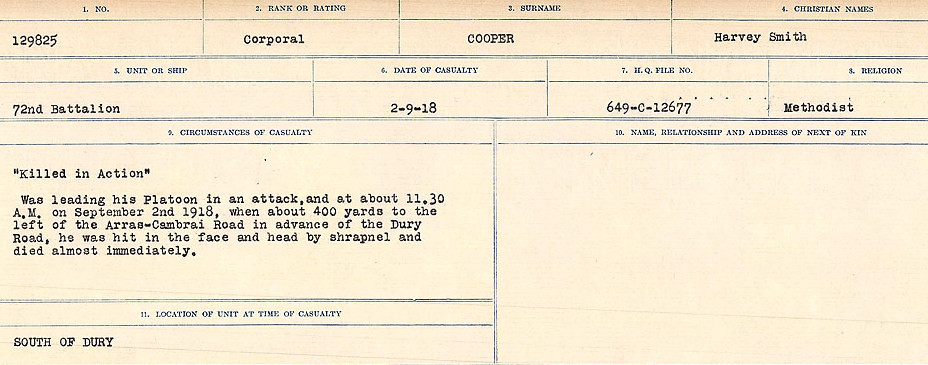 1. NO. 2. RANK OR RATING 3. SURNAME 4. CHRISTIAN NAMES
129825 Corporal COOPER Harvey Smith
5. UNIT OR SHIP 6. DATE OF CASUALTY 7. H.Q. FILE NO. 8. RELIGION
72nd Battalion 2-9-18 649-C-12677 Methodist
9. CIRCUMSTANCES OF CASUALTY 10. NAME, RELATIONSHIP AND ADDRESS OF NEXT OF KIN
"Killed in Action"
Was leading his Platoon in an attack,and at about 11.30
A.M. on September 2nd 1918, when about 400 yards to the
left of the Arras-Cambrai Road in advance of the Dury
Road, he was hit in the face and head by shrapnel and
died almost immediately.
11. LOCATION OF UNIT AT TIME OF CASUALTY
SOUTH OF DURY